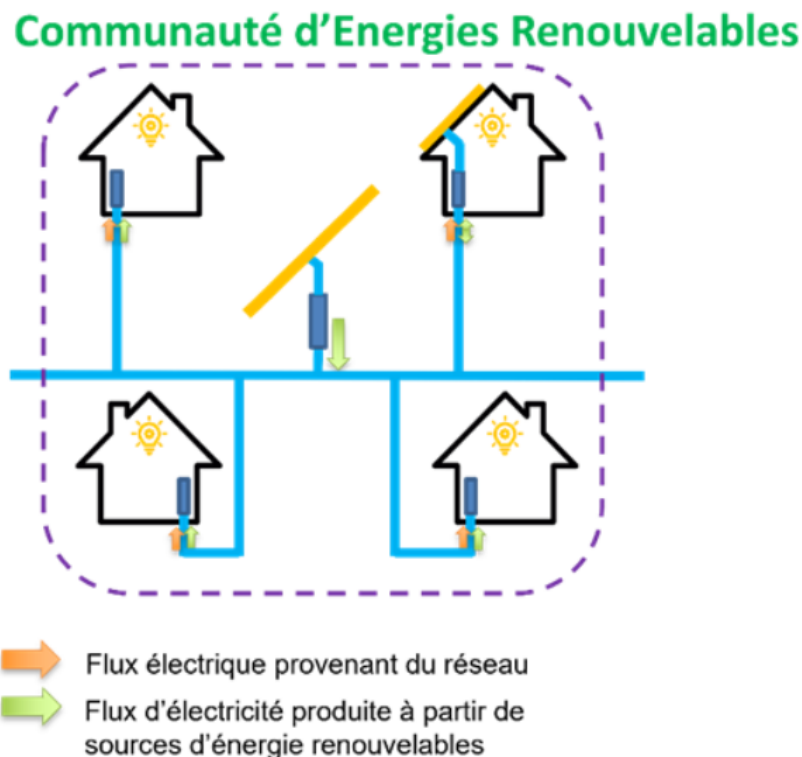 Communauté d'Energies Renouvelables
Flux électrique provenant du réseau
Flux d'électricité produite à partir de
sources d'énergie renouvelables